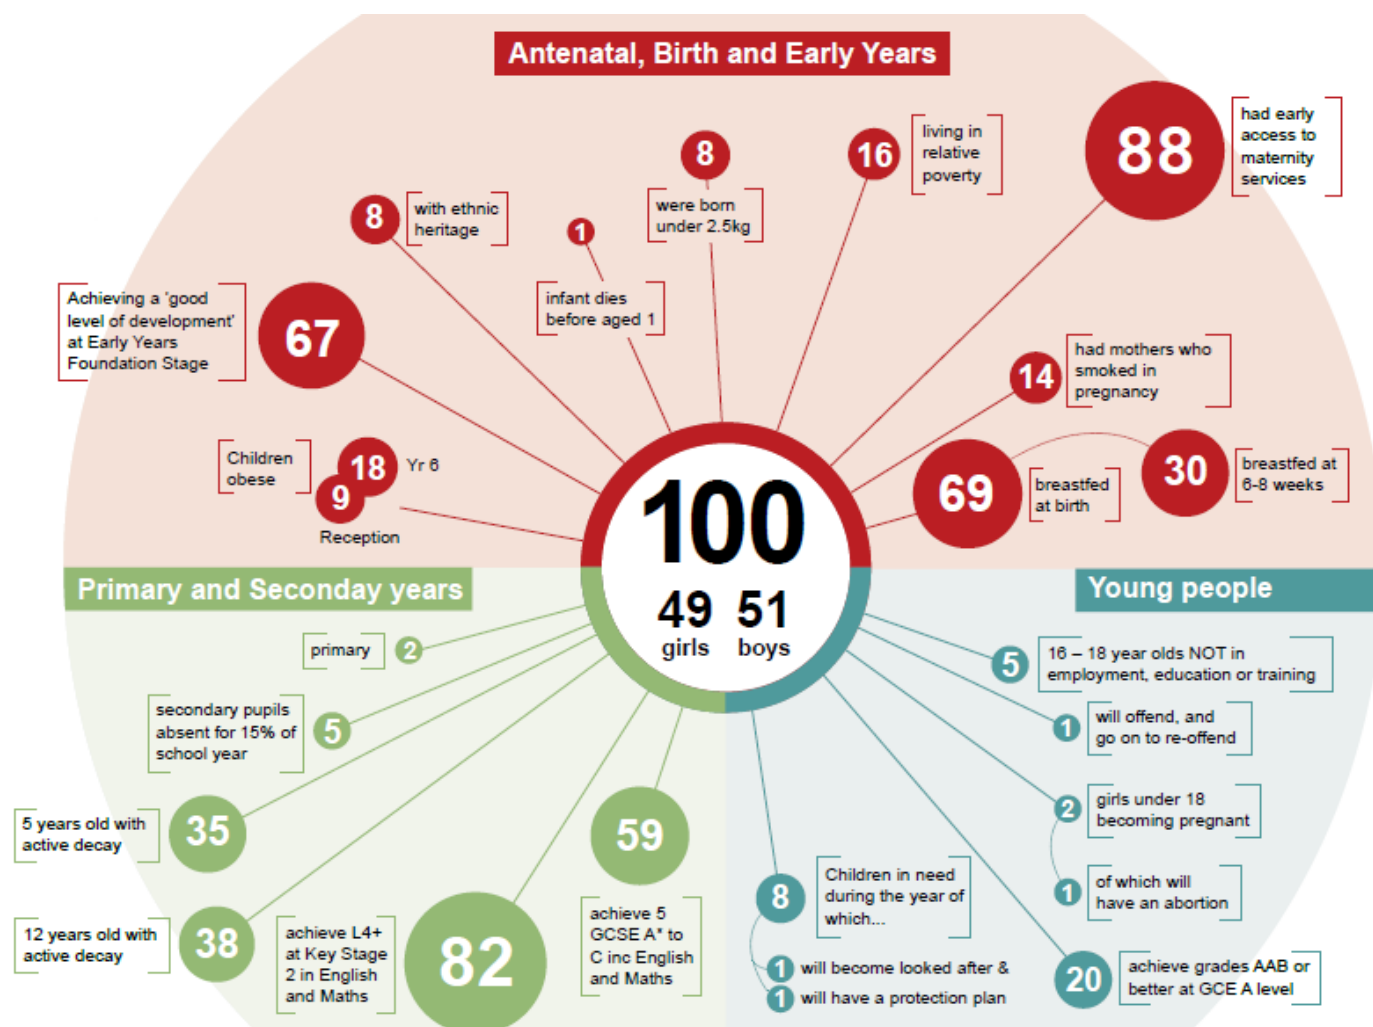 Antenatal, Birth and Early Years
88
had early
access to
maternity
services
16
living in
relative
poverty
8
were born
under 2.5kg
1
infant dies
before aged 1
8
with ethnic
heritage
67
Achieving a 'good
level of development'
at Early Years
Foundation Stage
Children
obese
18
Yr 6
9
Reception
14
had mothers who
smoked in
pregnancy
69
breastfed
at birth
30
breastfed at
6-8 weeks
100
49
girls
51
boys
Primary and Seconday years
primary
2
secondary pupils
absent for 15% of
school year
5
5 years old with
active decay
35
12 years old with
active decay
38
achieve L4+
at Key Stage
2 in English
and Maths
82
59
achieve 5
GCSE A* to
C inc English
and Maths
Young people
5
16 – 18 year olds NOT in
employment, education or training
1
will offend, and
go on to re-offend
2
girls under 18
becoming pregnant
1
of which will
have an abortion
20
achieve grades AAB or
better at GCE A level
8
Children in need
during the year of
which...
1 will become looked after &
1 will have a protection plan